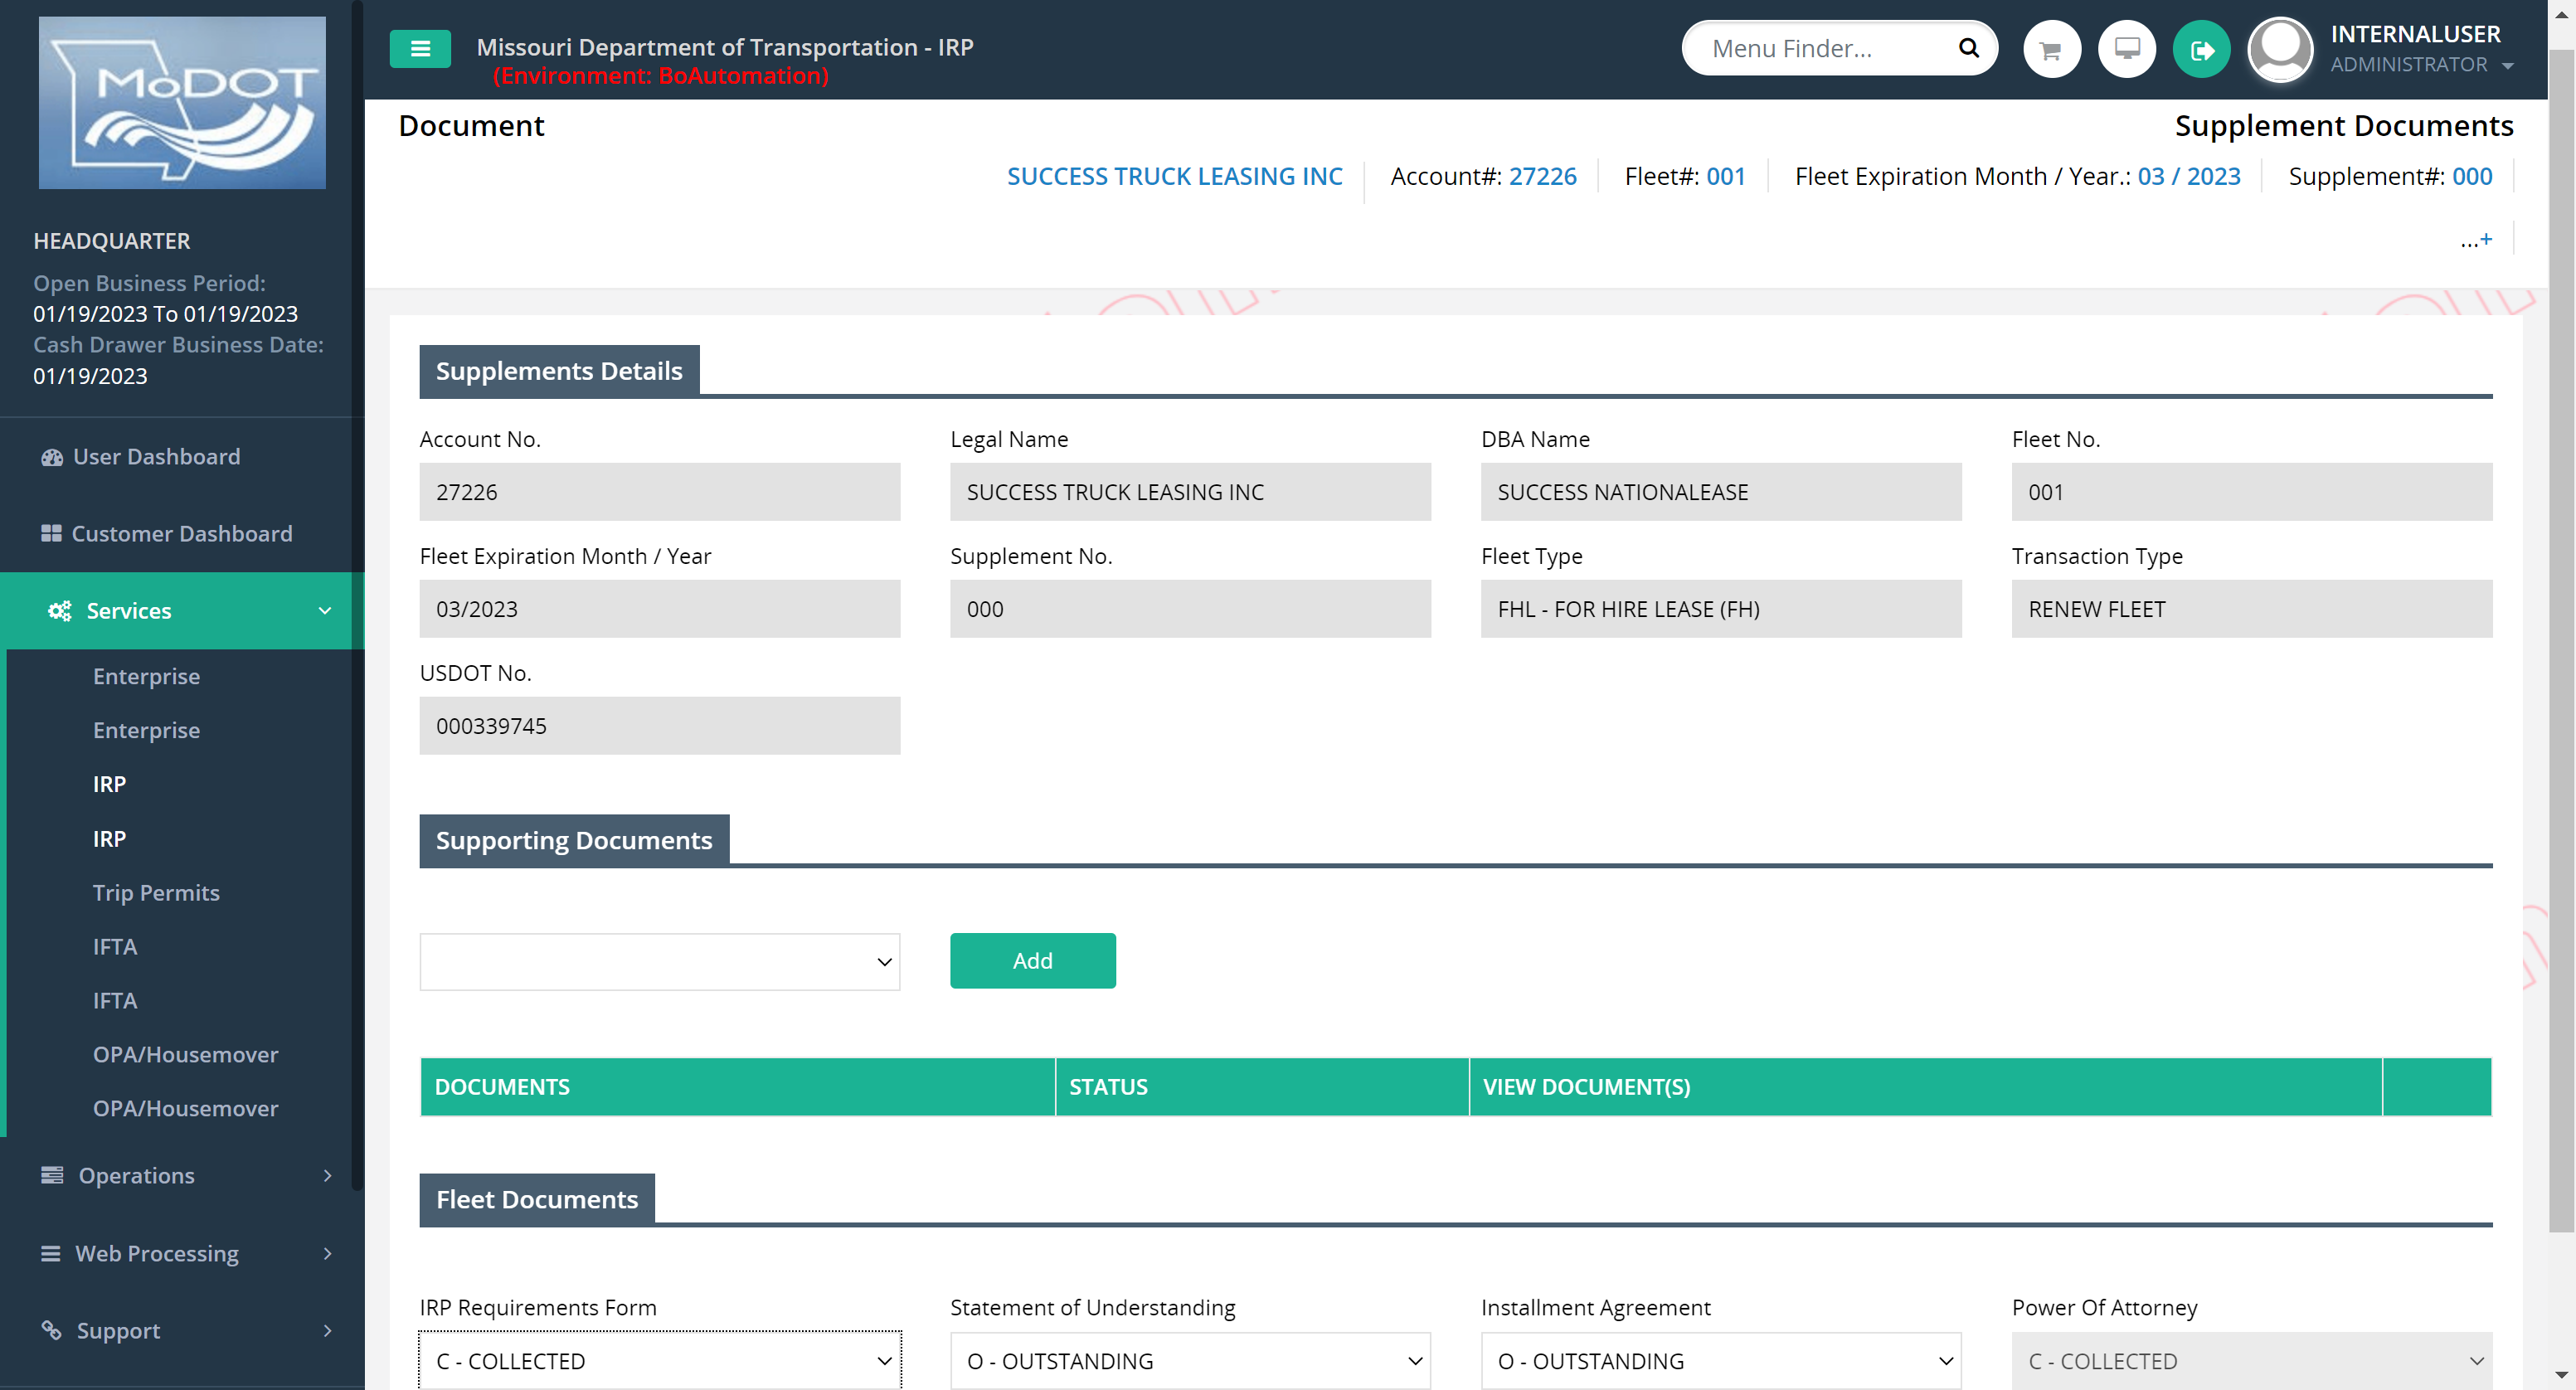 MoDOT
HEADQUARTER
Open Business Period:
01/19/2023 To 01/19/2023
Cash Drawer Business Date:
01/19/2023
User Dashboard
Customer Dashboard
Services
Enterprise
Enterprise
IRP
IRP
Trip Permits
IFTA
IFTA
OPA/Housemover
OPA/Housemover
Operations
Web Processing
Support
Missouri Department of Transportation - IRP
(Environment: BoAutomation)
Menu Finder...
INTERNALUSER
ADMINISTRATOR
Document
Supplement Documents
SUCCESS TRUCK LEASING INC Account#: 27226 Fleet#: 001 Fleet Expiration Month / Year.: 03 / 2023 Supplement#: 000
...+
Supplements Details
Account No. Legal Name DBA Name Fleet No.
27226 SUCCESS TRUCK LEASING INC SUCCESS NATIONALEASE 001
Fleet Expiration Month / Year Supplement No. Fleet Type Transaction Type
03/2023 000 FHL - FOR HIRE LEASE (FH) RENEW FLEET
USDOT No.
000339745
Supporting Documents
Add
DOCUMENTS STATUS VIEW DOCUMENT(S)
Fleet Documents
IRP Requirements Form Statement of Understanding Installment Agreement Power Of Attorney
C - COLLECTED O - OUTSTANDING O - OUTSTANDING C - COLLECTED